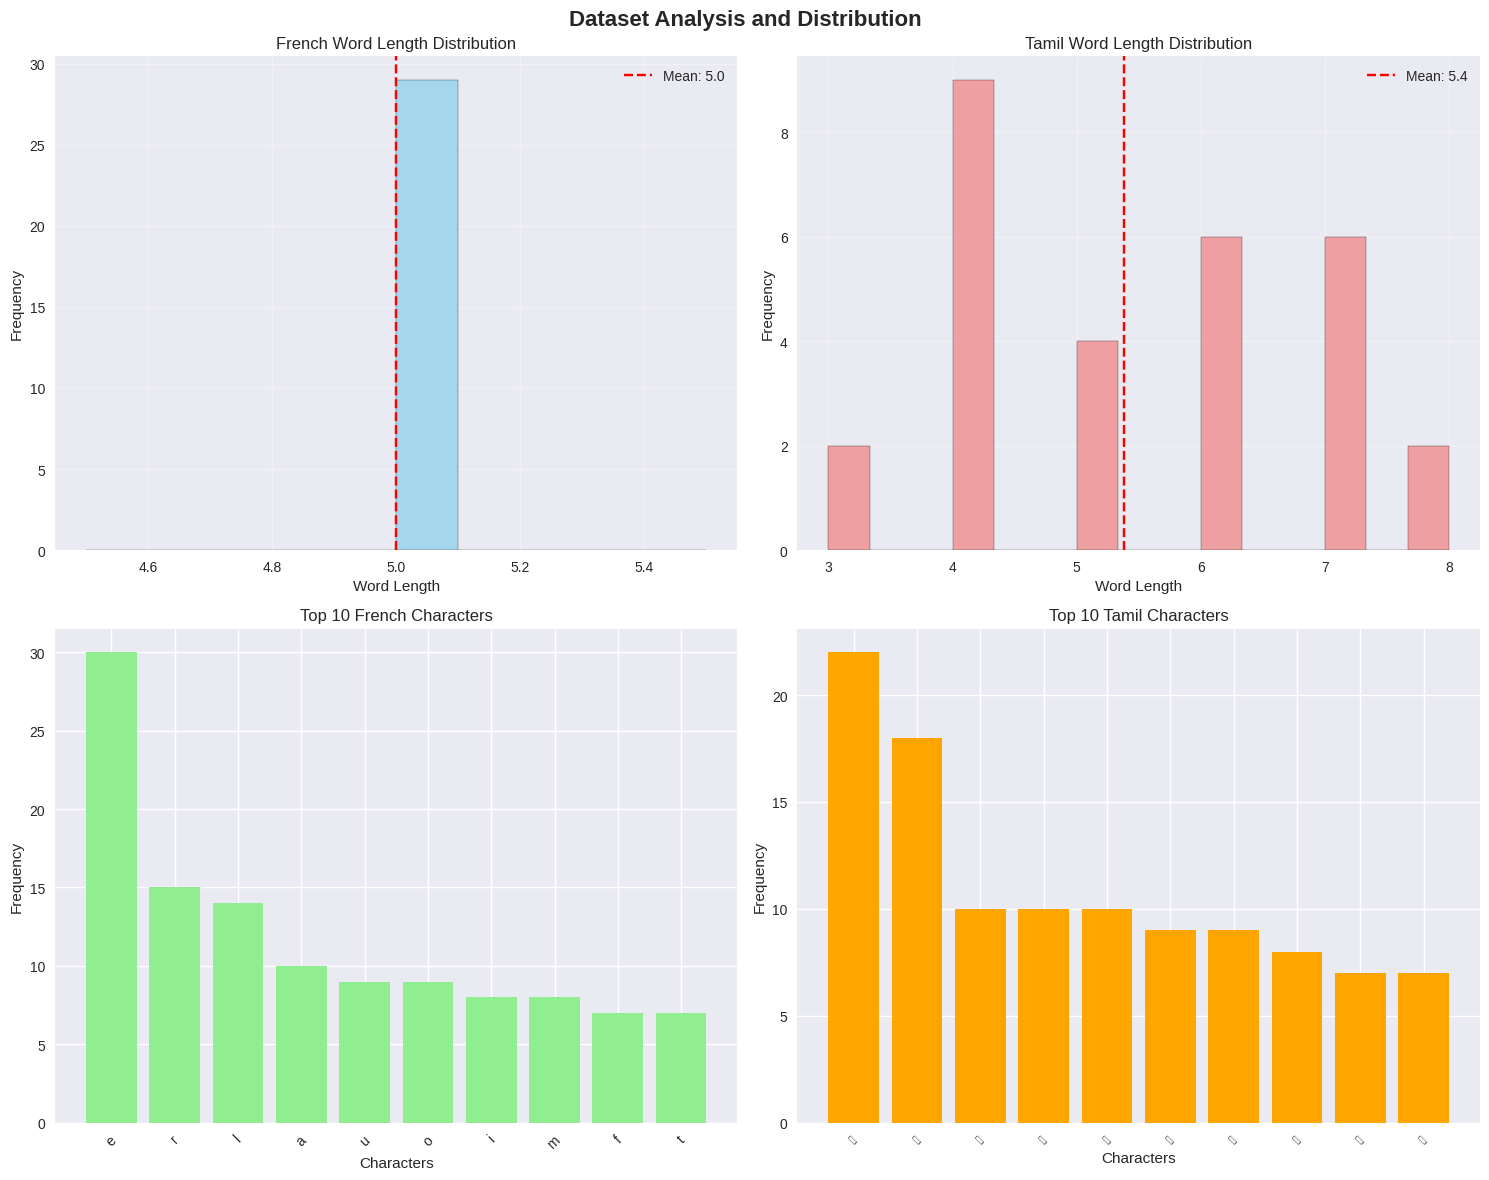 Dataset Analysis and Distribution
French Word Length Distribution
Frequency
30
25
20
15
10
5
0
Mean: 5.0
4.6 4.8 5.0 5.2 5.4
Word Length
Tamil Word Length Distribution
Frequency
8
6
4
2
0
Mean: 5.4
3 4 5 6 7 8
Word Length
Top 10 French Characters
Frequency
30
25
20
15
10
5
0
e r l a u o i m f t
Characters
Top 10 Tamil Characters
Frequency
20
15
10
5
0
Characters